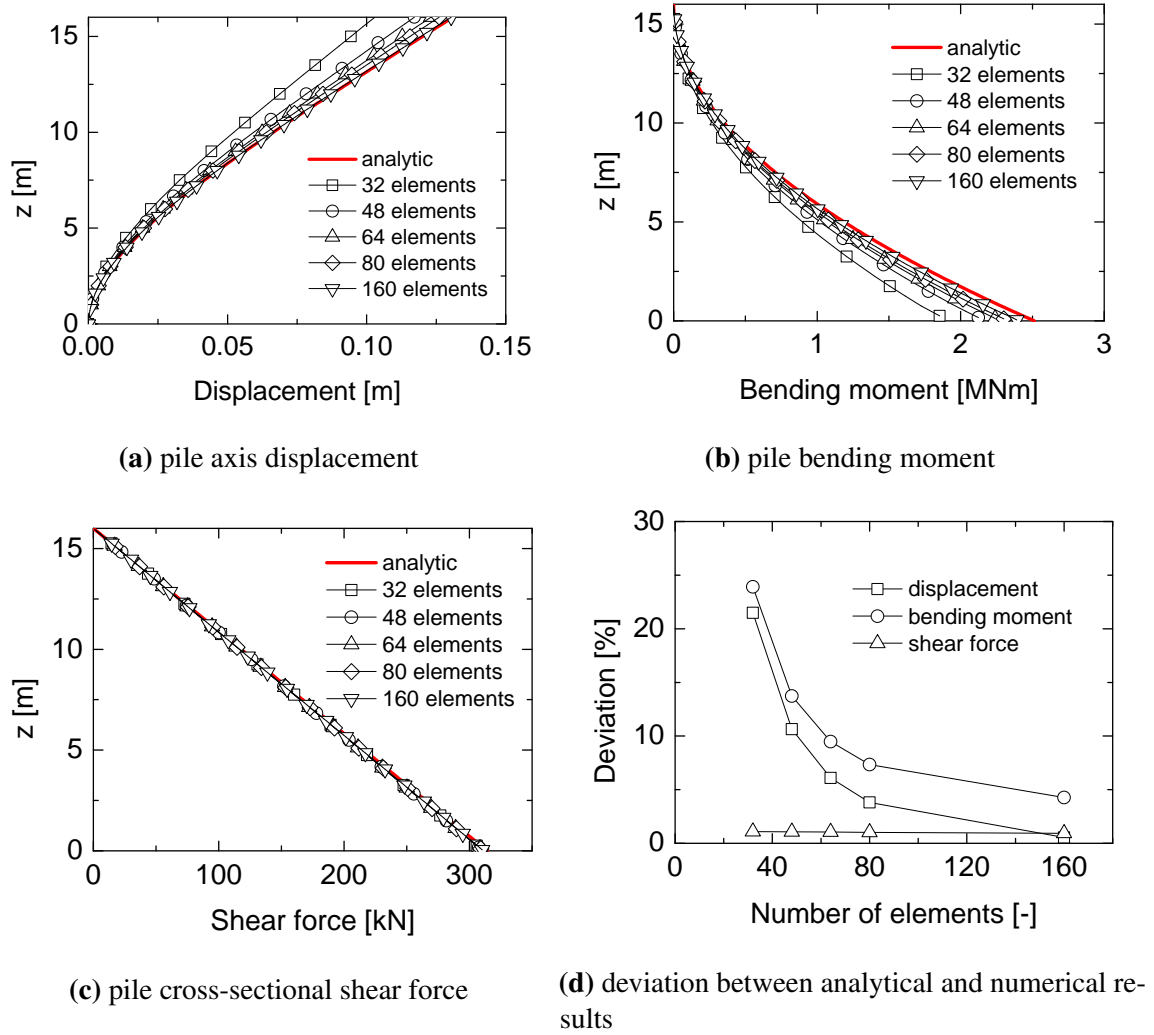 15
10
5
0
z [m]
0.00
0.05
0.10
0.15
Displacement [m]
analytic
32 elements
48 elements
64 elements
80 elements
160 elements
(a) pile axis displacement
15
10
5
0
z [m]
0
1
2
3
Bending moment [MNm]
analytic
32 elements
48 elements
64 elements
80 elements
160 elements
(b) pile bending moment
15
10
5
0
z [m]
0
100
200
300
Shear force [kN]
analytic
32 elements
48 elements
64 elements
80 elements
160 elements
(c) pile cross-sectional shear force
30
20
10
0
Deviation [%]
0
40
80
120
160
Number of elements [-]
displacement
bending moment
shear force
(d) deviation between analytical and numerical re-
sults